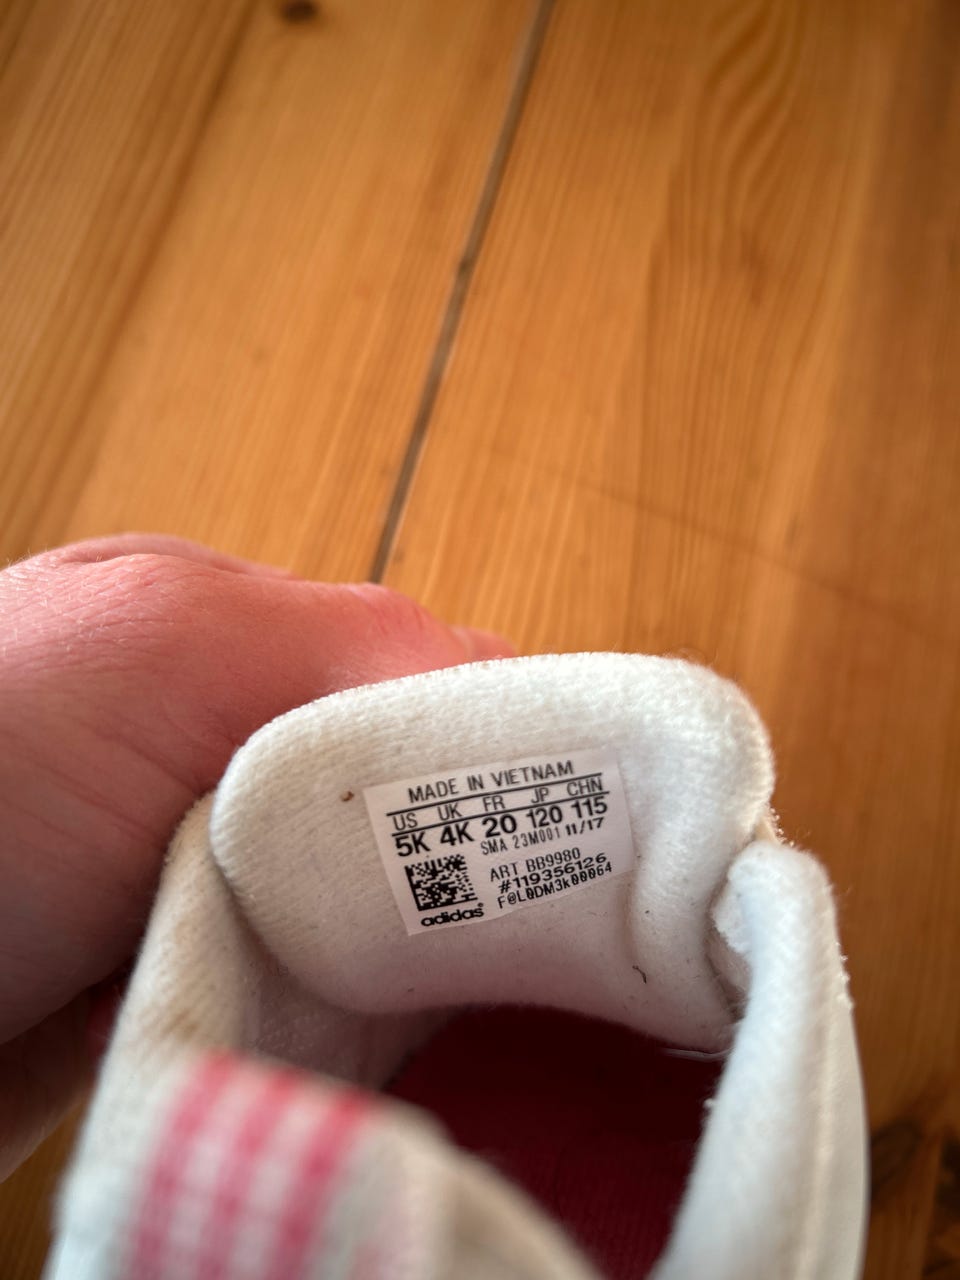 MADE IN VIETNAM
US UK FR JP CHN
5K 4K 20 120 115
SMA 23M001 11/17
ART BB9980
#119356126
F@L0DM3k00064
adidas